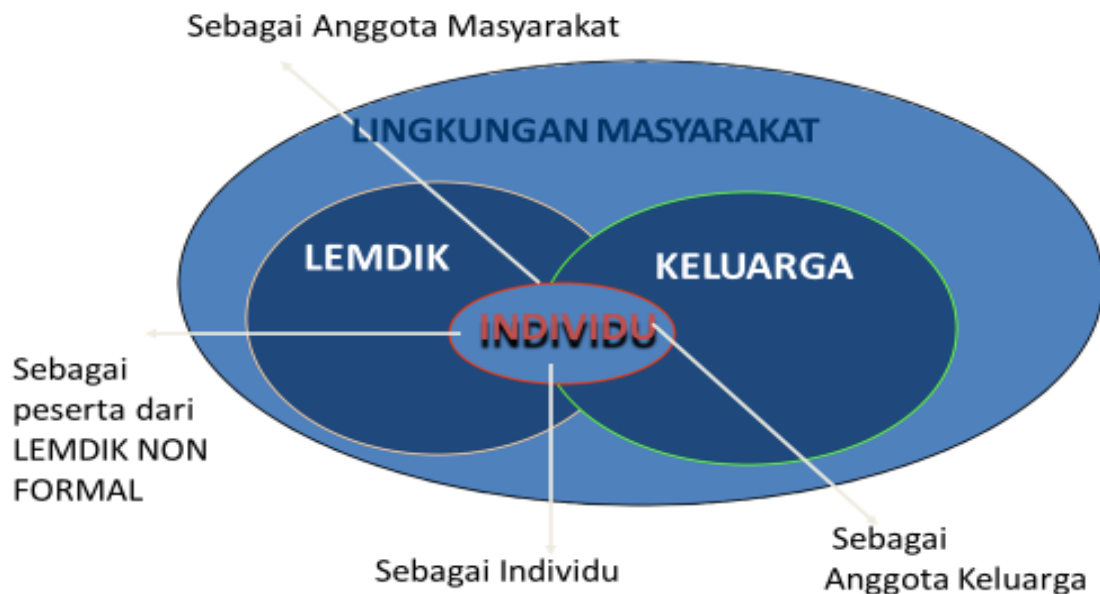 Sebagai Anggota Masyarakat
LINGKUNGAN MASYARAKAT
LEMDIK
KELUARGA
INDIVIDU
Sebagai
peserta dari
LEMDIK NON
FORMAL
Sebagai Individu
Sebagai
Anggota Keluarga